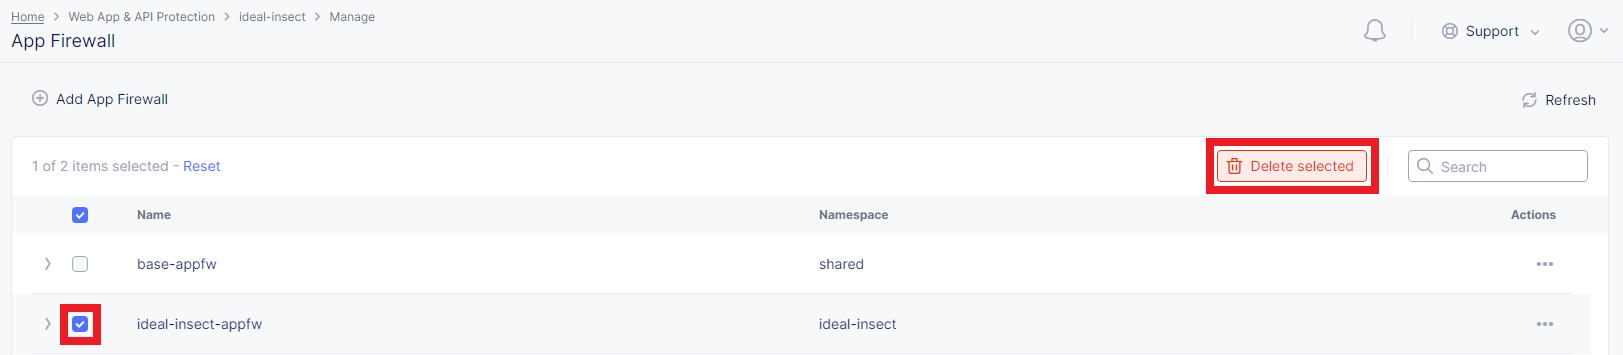 Home > Web App & API Protection > ideal-insect > Manage
App Firewall
Support
Add App Firewall
Refresh
1 of 2 items selected - Reset
Delete selected
Search
Name Namespace Actions
base-appfw shared
ideal-insect-appfw ideal-insect